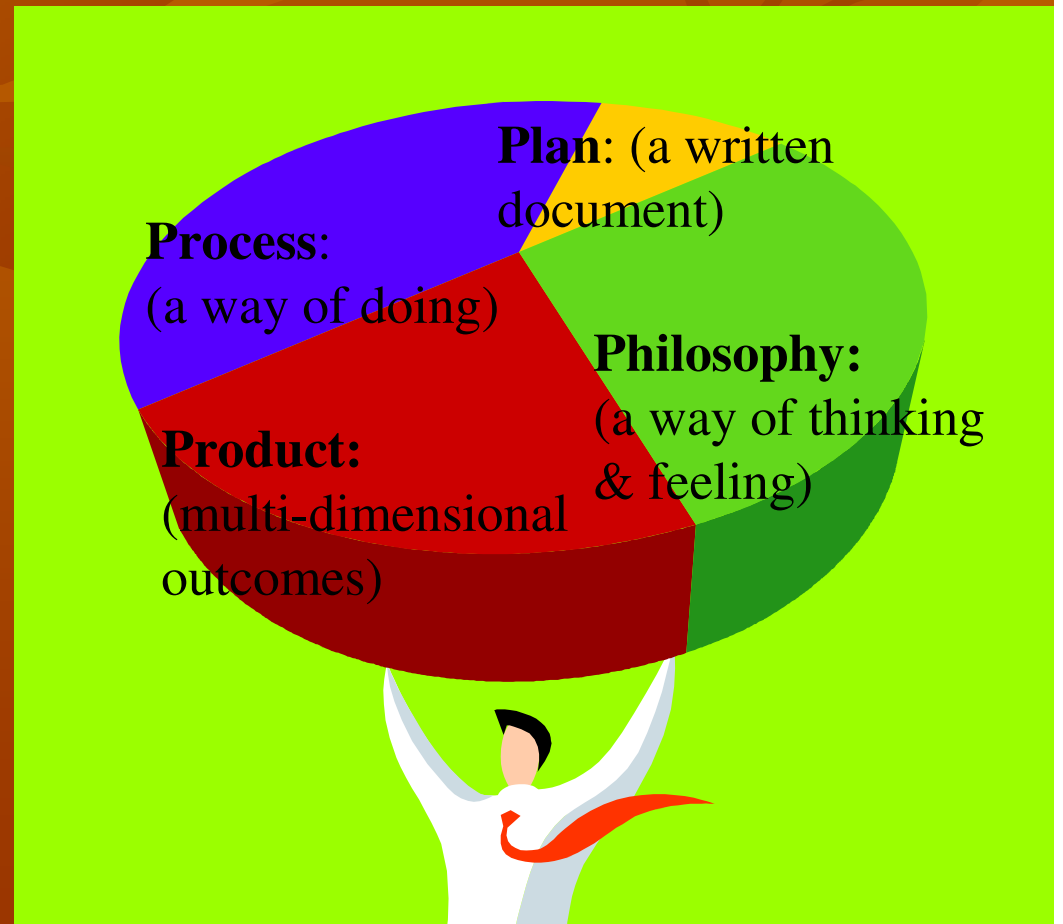 Plan: (a written
document)
Process:
(a way of doing)
Philosophy:
(a way of thinking
& feeling)
Product:
(multi-dimensional
outcomes)